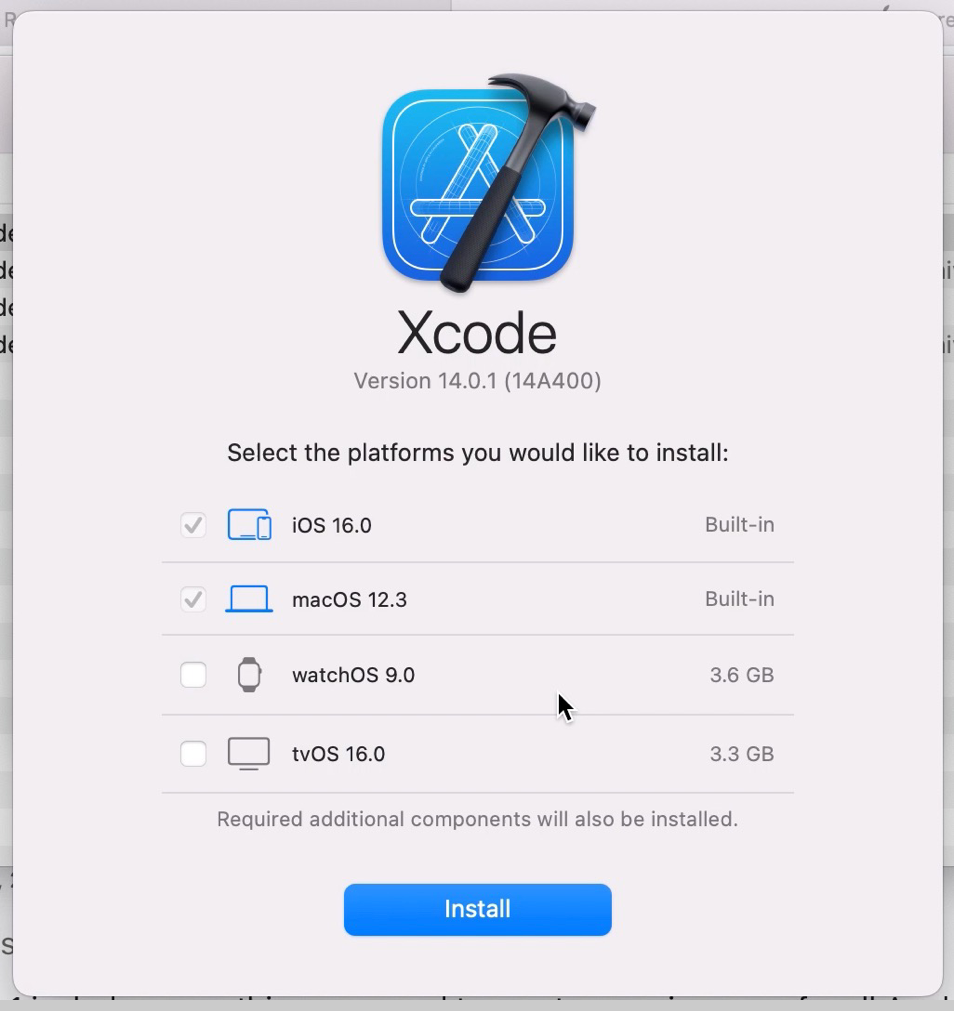 Xcode
Version 14.0.1 (14A400)
Select the platforms you would like to install:
iOS 16.0 Built-in
macOS 12.3 Built-in
watchOS 9.0 3.6 GB
tvOS 16.0 3.3 GB
Required additional components will also be installed.
Install